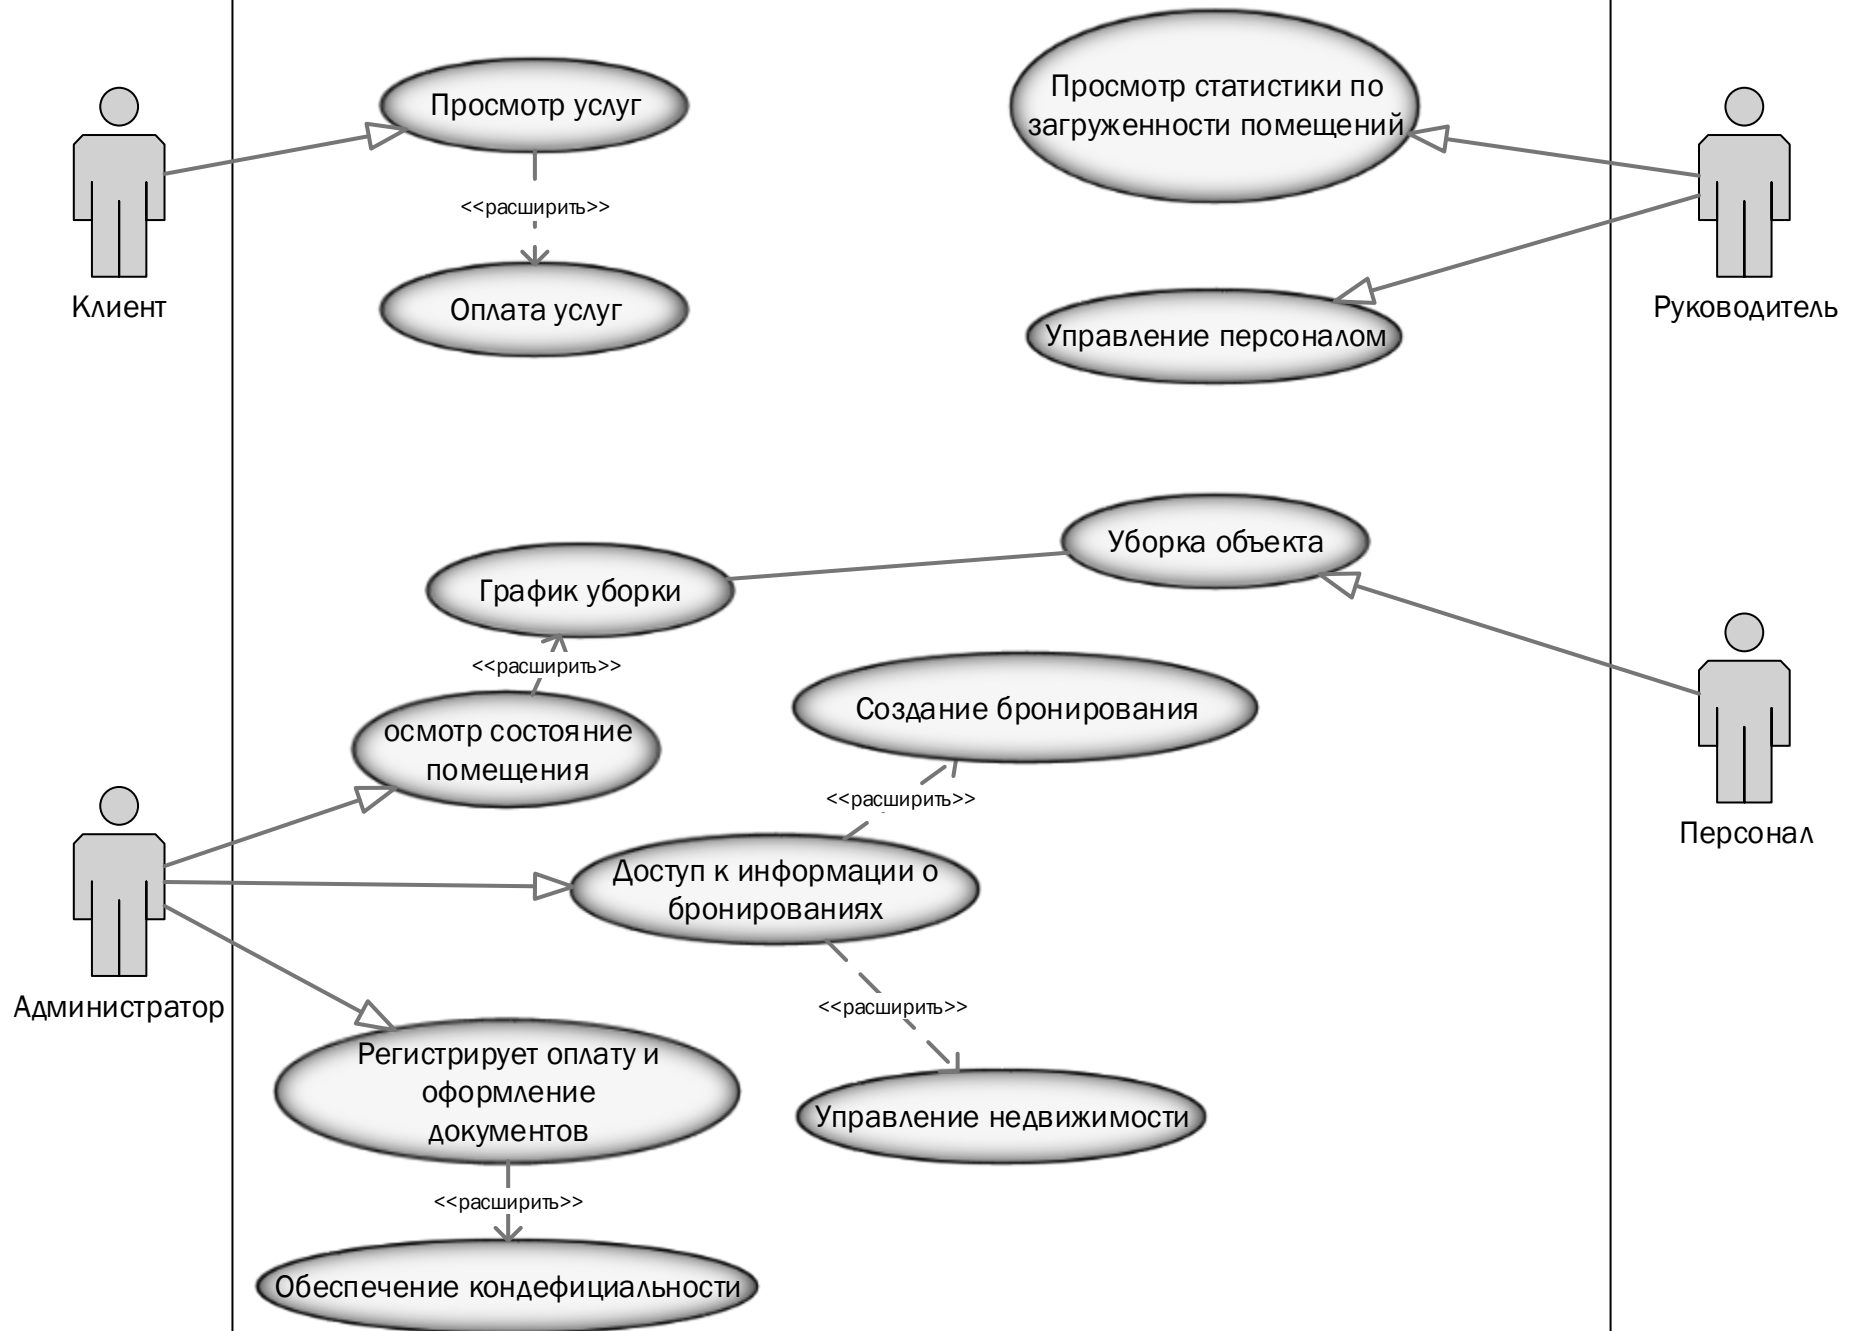 Просмотр услуг
<<расширить>>
Оплата услуг
Клиент
Просмотр статистики по
загруженности помещений
Управление персоналом
Руководитель
График уборки
Уборка объекта
<<расширить>>
осмотр состояние
помещения
Создание бронирования
<<расширить>>
Персонал
Доступ к информации о
бронированиях
Администратор
<<расширить>>
Регистрирует оплату и
оформление
документов
Управление недвижимости
<<расширить>>
Обеспечение кондефициальности